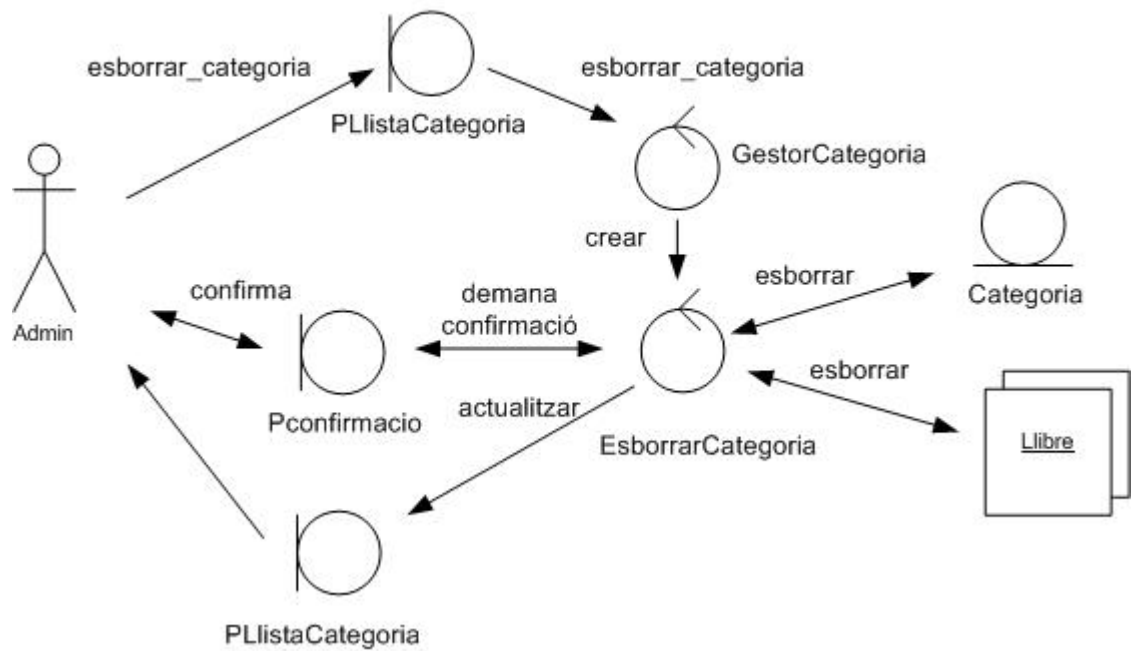 esborrar_categoria
esborrar_categoria
PLlistaCategoria
GestorCategoria
crear
esborrar
Categoria
confirma
demana
confirmació
Admin
esborrar
Pconfirmacio
actualitzar
EsborrarCategoria
Llibre
PLlistaCategoria